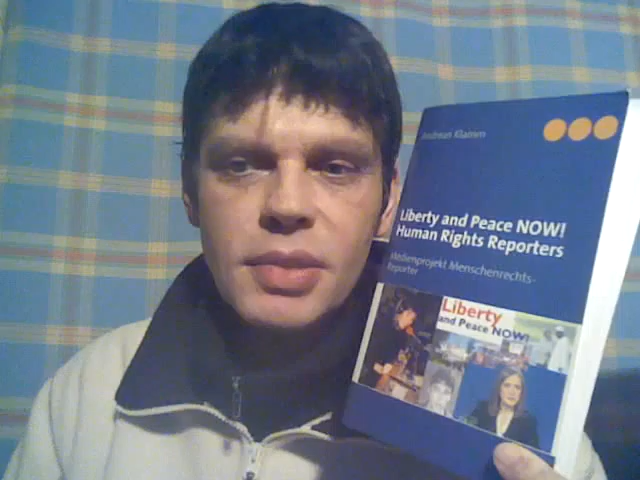 Andreas Klamm
Liberty and Peace NOW!
Human Rights Reporters
Medienprojekt Menschenrechts-
Reporter
Liberty
and Peace NOW!